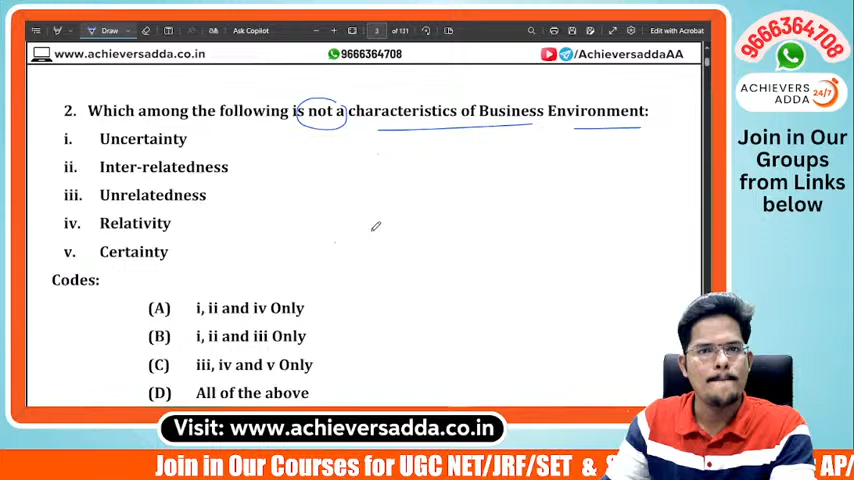 Draw
Ask Copilot
3
of 131
Edit with Acrobat
www.achieversadda.co.in
9666364708
/AchieversaddaAA
2. Which among the following is not a characteristics of Business Environment:
i. Uncertainty
ii. Inter-relatedness
iii. Unrelatedness
iv. Relativity
v. Certainty
Codes:
(A) i, ii and iv Only
(B) i, ii and iii Only
(C) iii, iv and v Only
(D) All of the above
9666364708
ACHIEVERS
ADDA
24/7
Join in Our
Groups
from Links
below
Visit: www.achieversadda.co.in
Join in Our Courses for UGC NET/JRF/SET &
AP/